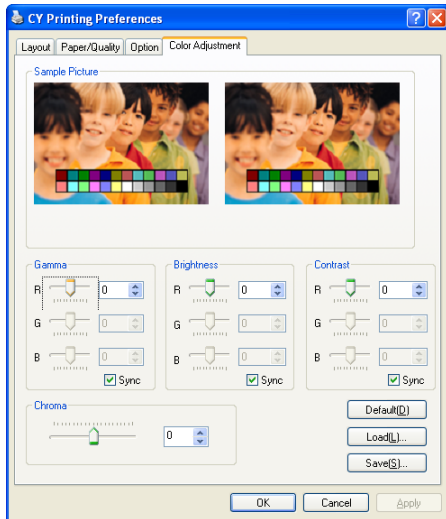 CY Printing Preferences
Layout Paper/Quality Option Color Adjustment
Sample Picture
Gamma Brightness Contrast
R 0 R 0 R 0
G 0 G 0 G 0
B 0 B 0 B 0
Sync Sync Sync
Chroma
0
Default(D)
Load(L)...
Save(S)...
OK Cancel Apply